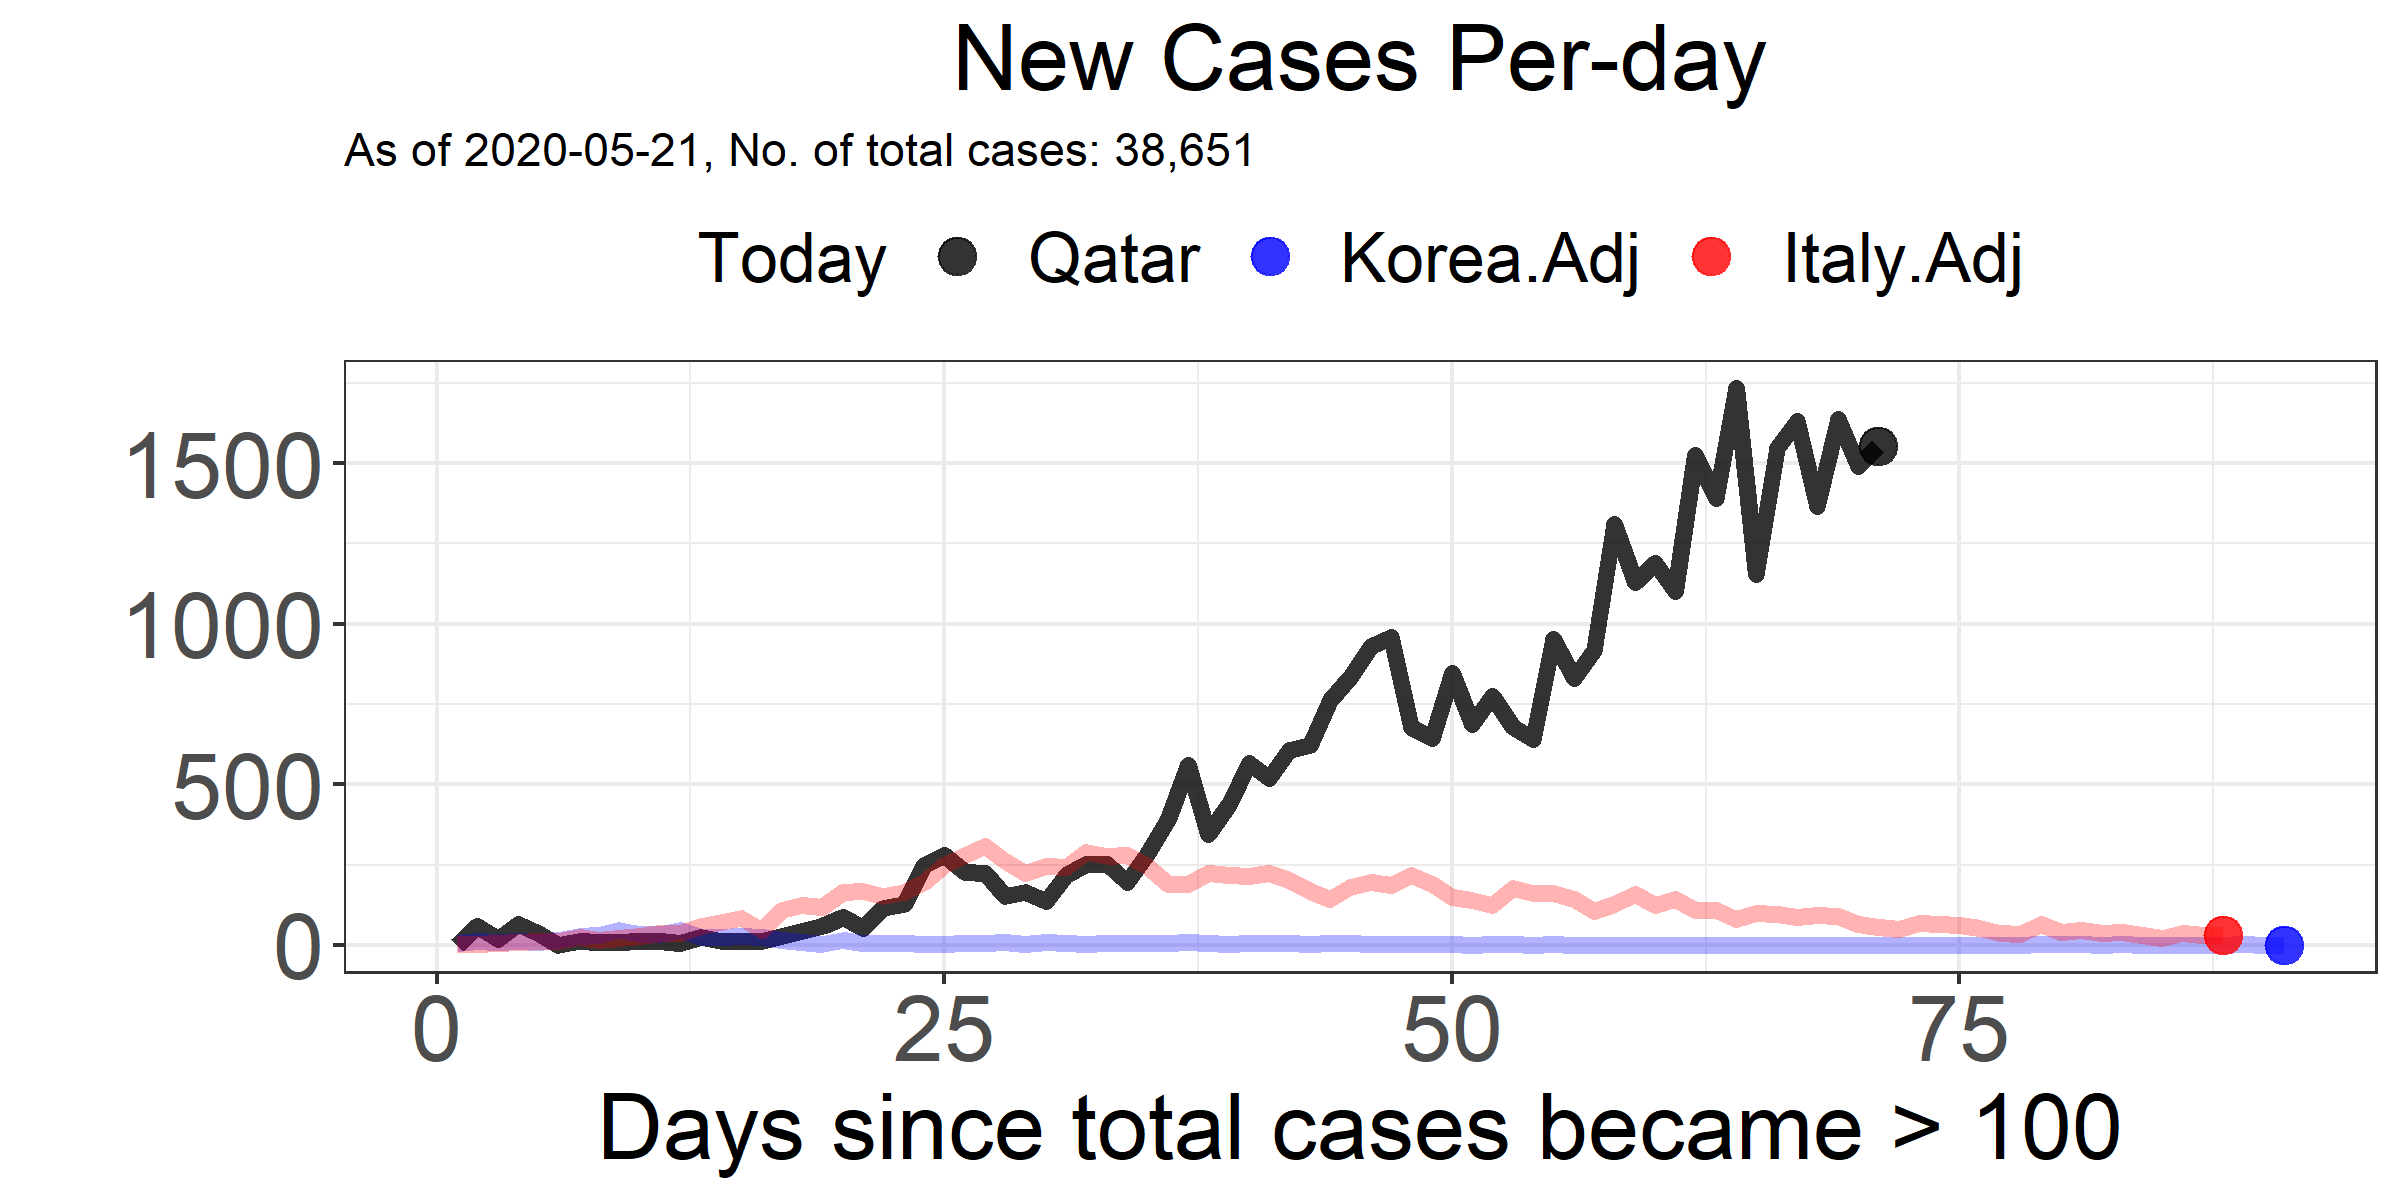 New Cases Per-day
As of 2020-05-21, No. of total cases: 38,651
Today Qatar Korea.Adj Italy.Adj
1500
1000
500
0
0 25 50 75
Days since total cases became > 100